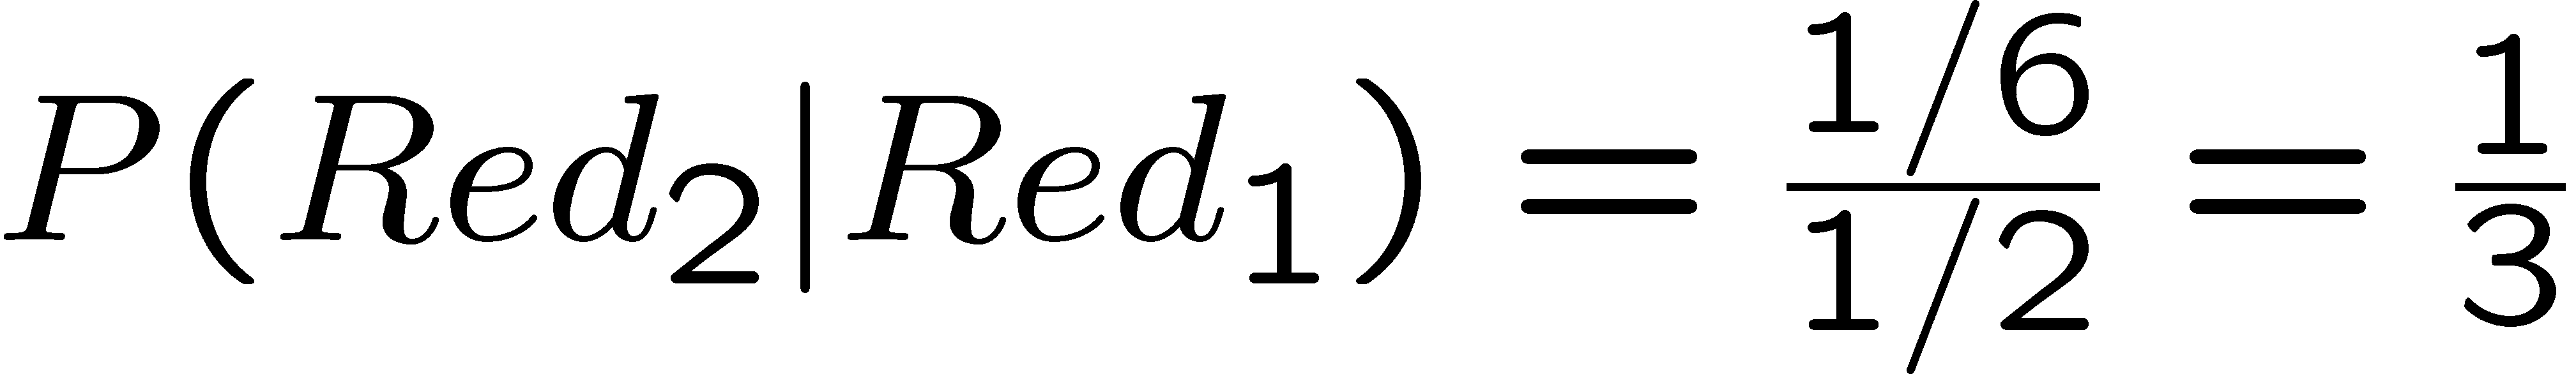 P(Red₂|Red₁) = (1/6)/(1/2) = 1/3